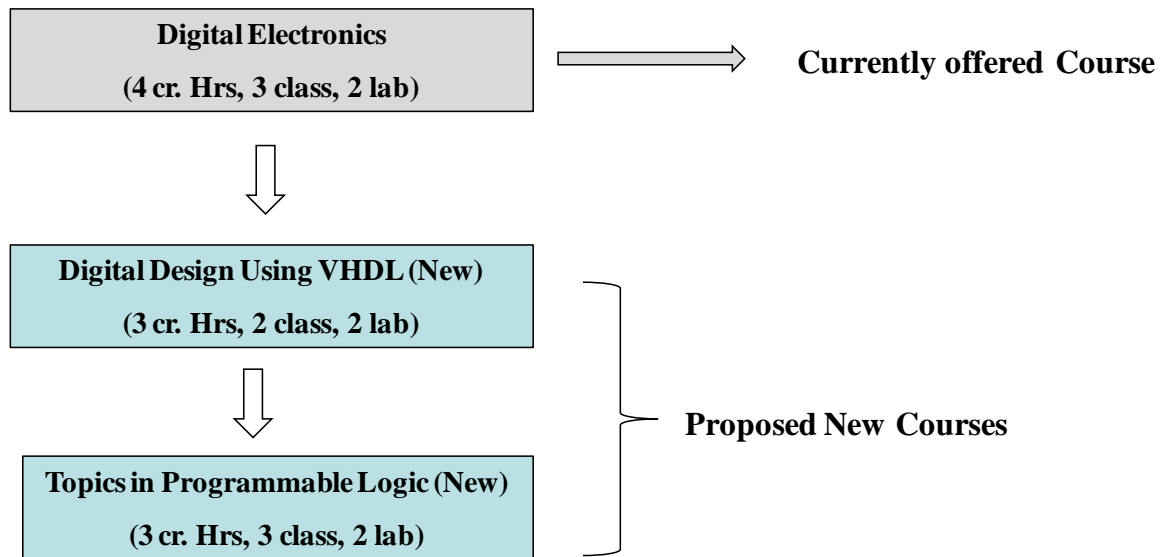 Digital Electronics
(4 cr. Hrs, 3 class, 2 lab)
Currently offered Course
Digital Design Using VHDL (New)
(3 cr. Hrs, 2 class, 2 lab)
Proposed New Courses
Topics in Programmable Logic (New)
(3 cr. Hrs, 3 class, 2 lab)